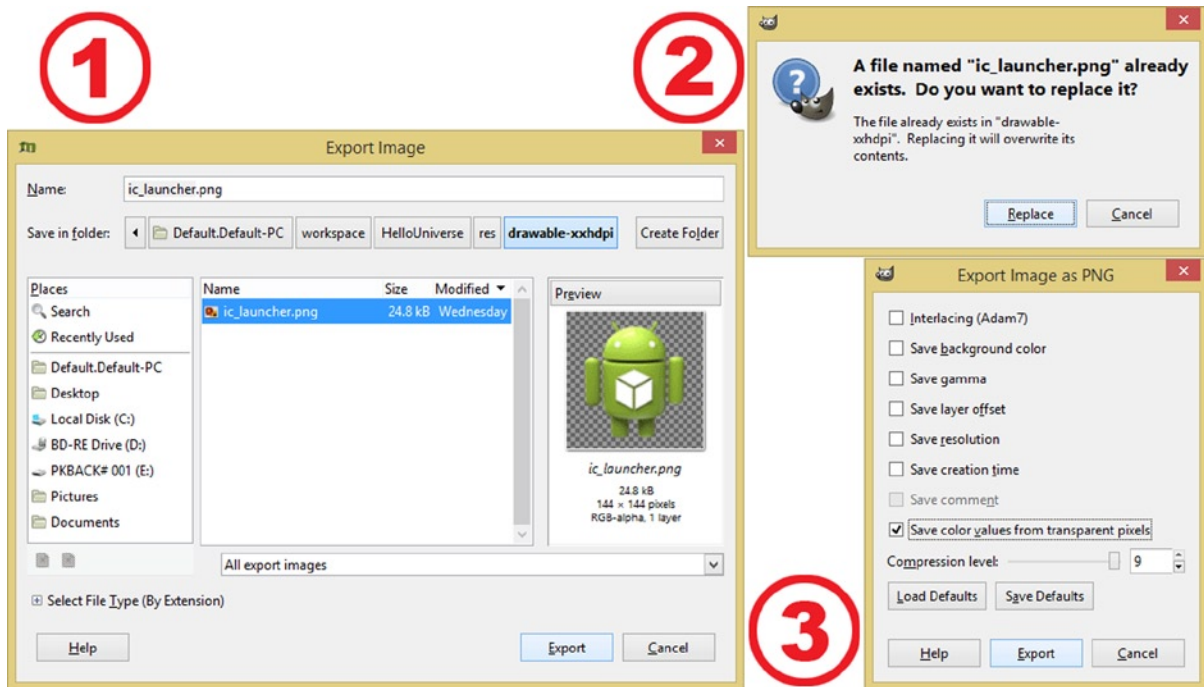 1
Export Image
Name:
ic_launcher.png
Save in folder:
Default.Default-PC
workspace
HelloUniverse
res
drawable-xxhdpi
Create Folder
Places
Search
Recently Used
Default.Default-PC
Desktop
Local Disk (C:)
BD-RE Drive (D:)
PKBACK# 001 (E:)
Pictures
Documents
Name Size Modified
ic_launcher.png 24.8 kB Wednesday
Preview
ic_launcher.png
24.8 kB
144 × 144 pixels
RGB-alpha, 1 layer
All export images
Select File Type (By Extension)
Help
Export
Cancel
2
A file named "ic_launcher.png" already
exists. Do you want to replace it?
The file already exists in "drawable-
xxhdpi". Replacing it will overwrite its
contents.
Replace
Cancel
3
Export Image as PNG
Interlacing (Adam7)
Save background color
Save gamma
Save layer offset
Save resolution
Save creation time
Save comment
Save color values from transparent pixels
Compression level: 9
Load Defaults
Save Defaults
Help
Export
Cancel